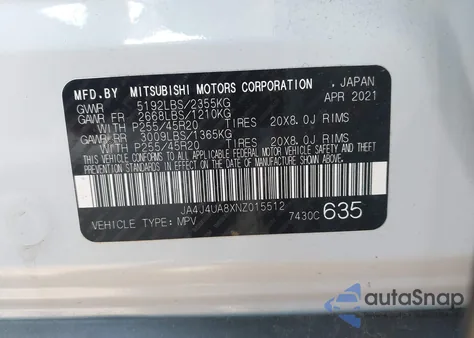 MFD.BY MITSUBISHI MOTORS CORPORATION , JAPAN
GVWR 5192LBS/2355KG APR 2021
GAWR FR 2668LBS/1210KG
WITH P255/45R20 TIRES 20X8.0J RIMS
GAWR RR 3009LBS/1365KG
WITH P255/45R20 TIRES 20X8.0J RIMS
THIS VEHICLE CONFORMS TO ALL APPLICABLE FEDERAL MOTOR VEHICLE SAFETY, BUMPER, AND THEFT
PREVENTION STANDARDS IN EFFECT ON THE DATE OF MANUFACTURE SHOWN ABOVE.
JA4J4UA8XNZ015512
VEHICLE TYPE: MPV 7430C 635
autoSnap